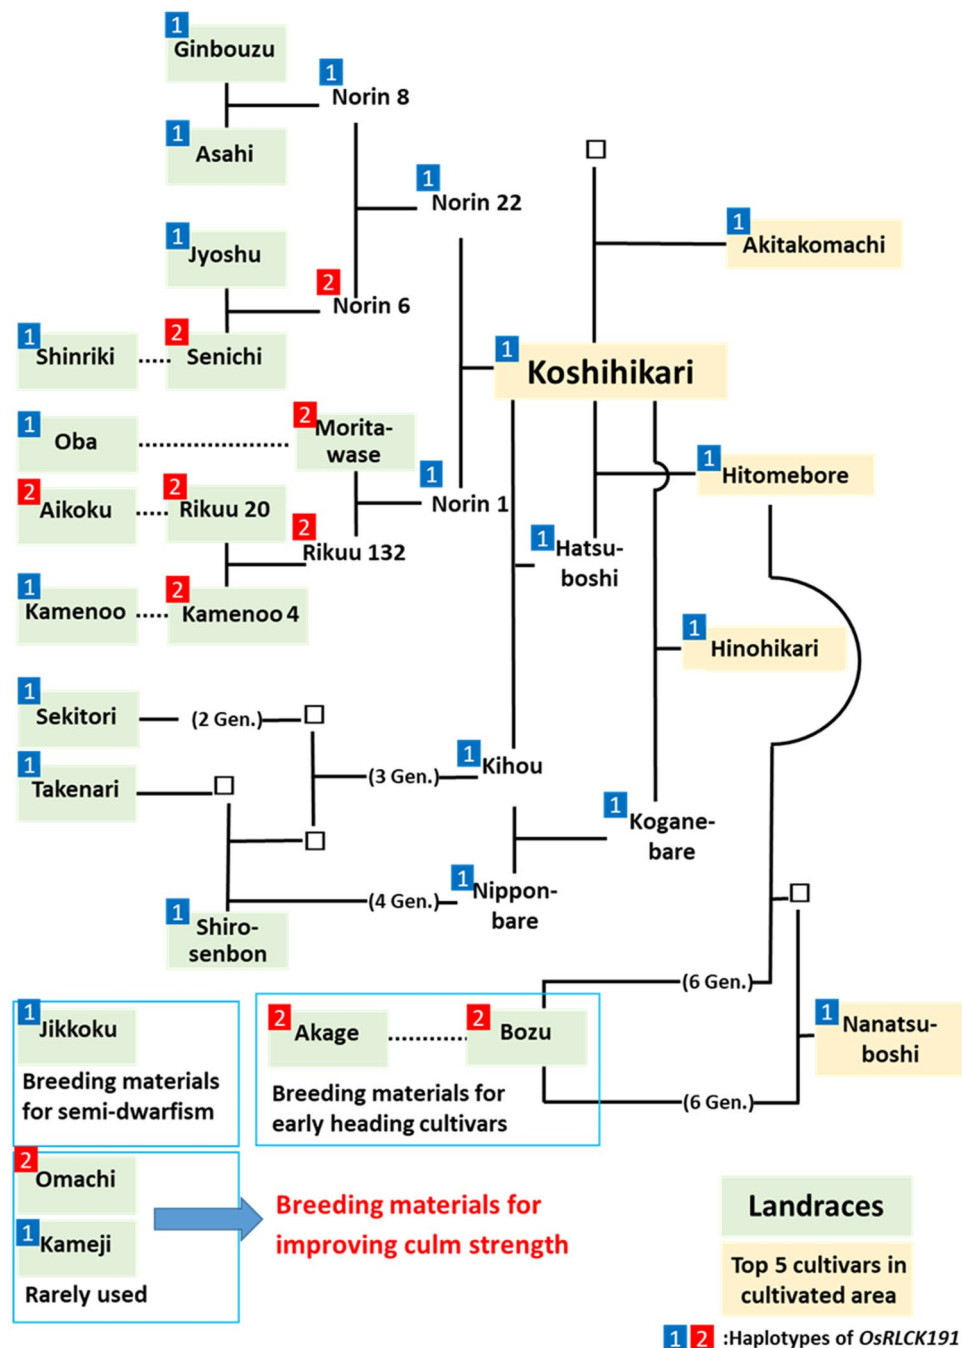 1
Ginbouzu
1
Norin 8
1
Asahi
1
Norin 22
1
Akitakomachi
1
Jyoshu
2
Norin 6
1
Shinriki
2
Senichi
1
Koshihikari
1
Oba
2
Morita-
wase
1
Hitomebore
2
Aikoku
2
Rikuu 20
1
Norin 1
2
Rikuu 132
1
Hatsu-
boshi
1
Kamenoo
2
Kamenoo 4
1
Hinohikari
1
Sekitori
(2 Gen.)
1
Takenari
(3 Gen.)
1
Kihou
1
Kogane-
bare
1
Shiro-
senbon
(4 Gen.)
1
Nippon-
bare
(6 Gen.)
1
Jikkoku
Breeding materials
for semi-dwarfism
2
Akage
2
Bozu
Breeding materials for
early heading cultivars
1
Nanatsu-
boshi
(6 Gen.)
2
Omachi
1
Kameji
Rarely used
Breeding materials for
improving culm strength
Landraces
Top 5 cultivars in
cultivated area
1 2 :Haplotypes of OsRLCK191